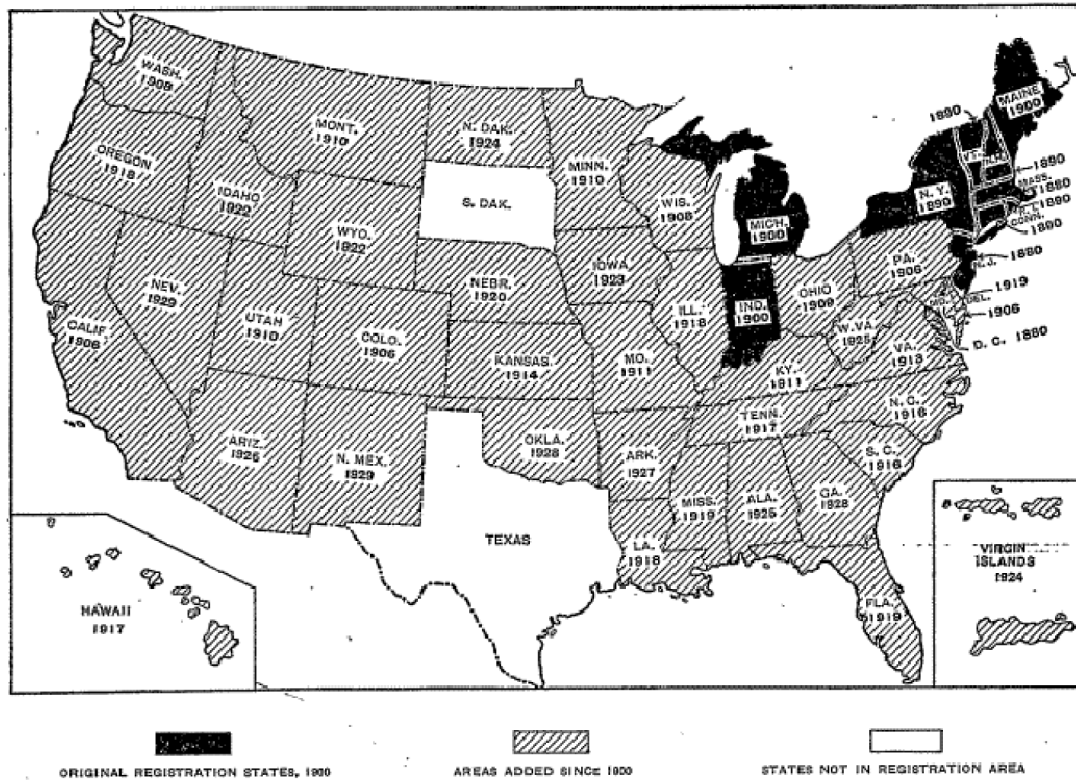 WASH.
1908
MONT.
1910
N. DAK.
1924
MINN.
1910
OREGON
1918
IDAHO
1922
S. DAK.
WIS.
1908
WYO.
1922
MICH.
1900
N. Y.
1890
MAINE
1900
1890
VT.
N.H.
1890
MASS.
1880
R. I.
1890
CONN.
1890
N. J.
1880
NEV.
1929
UTAH
1910
COLO.
1906
NEBR.
1920
IOWA
1923
ILL.
1918
IND.
1900
OHIO
1909
PA.
1906
MD.
DEL.
1919
1906
D. C. 1880
CALIF.
1906
KANSAS.
1914
MO.
1911
KY.
1911
W. VA.
1925
VA.
1913
ARIZ.
1926
N. MEX.
1929
OKLA.
1928
ARK.
1927
TENN.
1917
N. C.
1916
S. C.
1916
MISS.
1919
ALA.
1925
GA.
1928
TEXAS
LA.
1918
FLA.
1919
HAWAII
1917
VIRGIN
ISLANDS
1924
ORIGINAL REGISTRATION STATES, 1900
AREAS ADDED SINCE 1900
STATES NOT IN REGISTRATION AREA